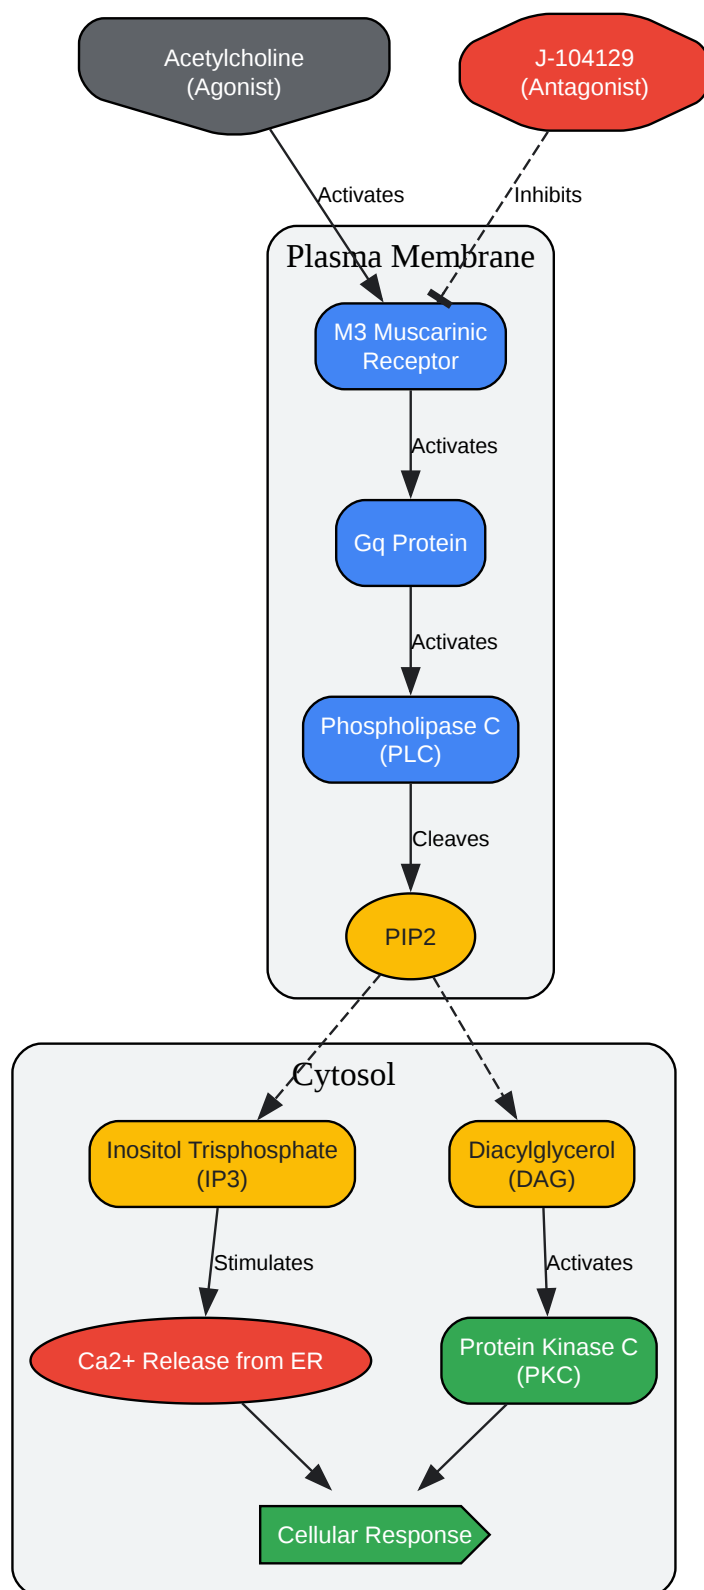 Acetylcholine
(Agonist)
J-104129
(Antagonist)
Activates
Inhibits
Plasma Membrane
M3 Muscarinic
Receptor
Activates
Gq Protein
Activates
Phospholipase C
(PLC)
Cleaves
PIP2
Cytosol
Inositol Trisphosphate
(IP3)
Diacylglycerol
(DAG)
Stimulates
Activates
Ca2+ Release from ER
Protein Kinase C
(PKC)
Cellular Response